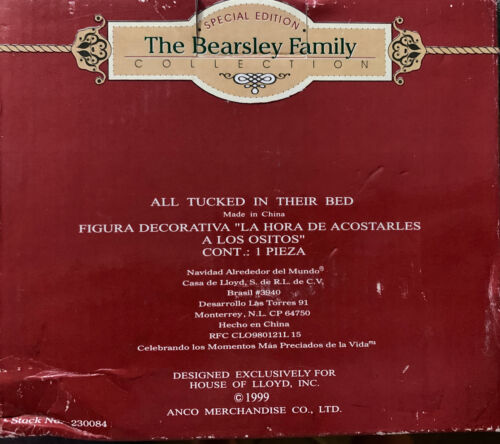 SPECIAL EDITION
The Bearsley Family
COLLECTION
ALL TUCKED IN THEIR BED
Made in China
FIGURA DECORATIVA "LA HORA DE ACOSTARLES
A LOS OSITOS"
CONT.: 1 PIEZA
Navidad Alrededor del Mundo®
Casa de Lloyd, S. de R.L. de C.V.
Brasil #3940
Desarrollo Las Torres 91
Monterrey, N.L. CP 64750
Hecho en China
RFC CLO980121L15
Celebrando los Momentos Más Preciados de la Vida™
DESIGNED EXCLUSIVELY FOR
HOUSE OF LLOYD, INC.
©1999
ANCO MERCHANDISE CO., LTD.
Stock No. 230084